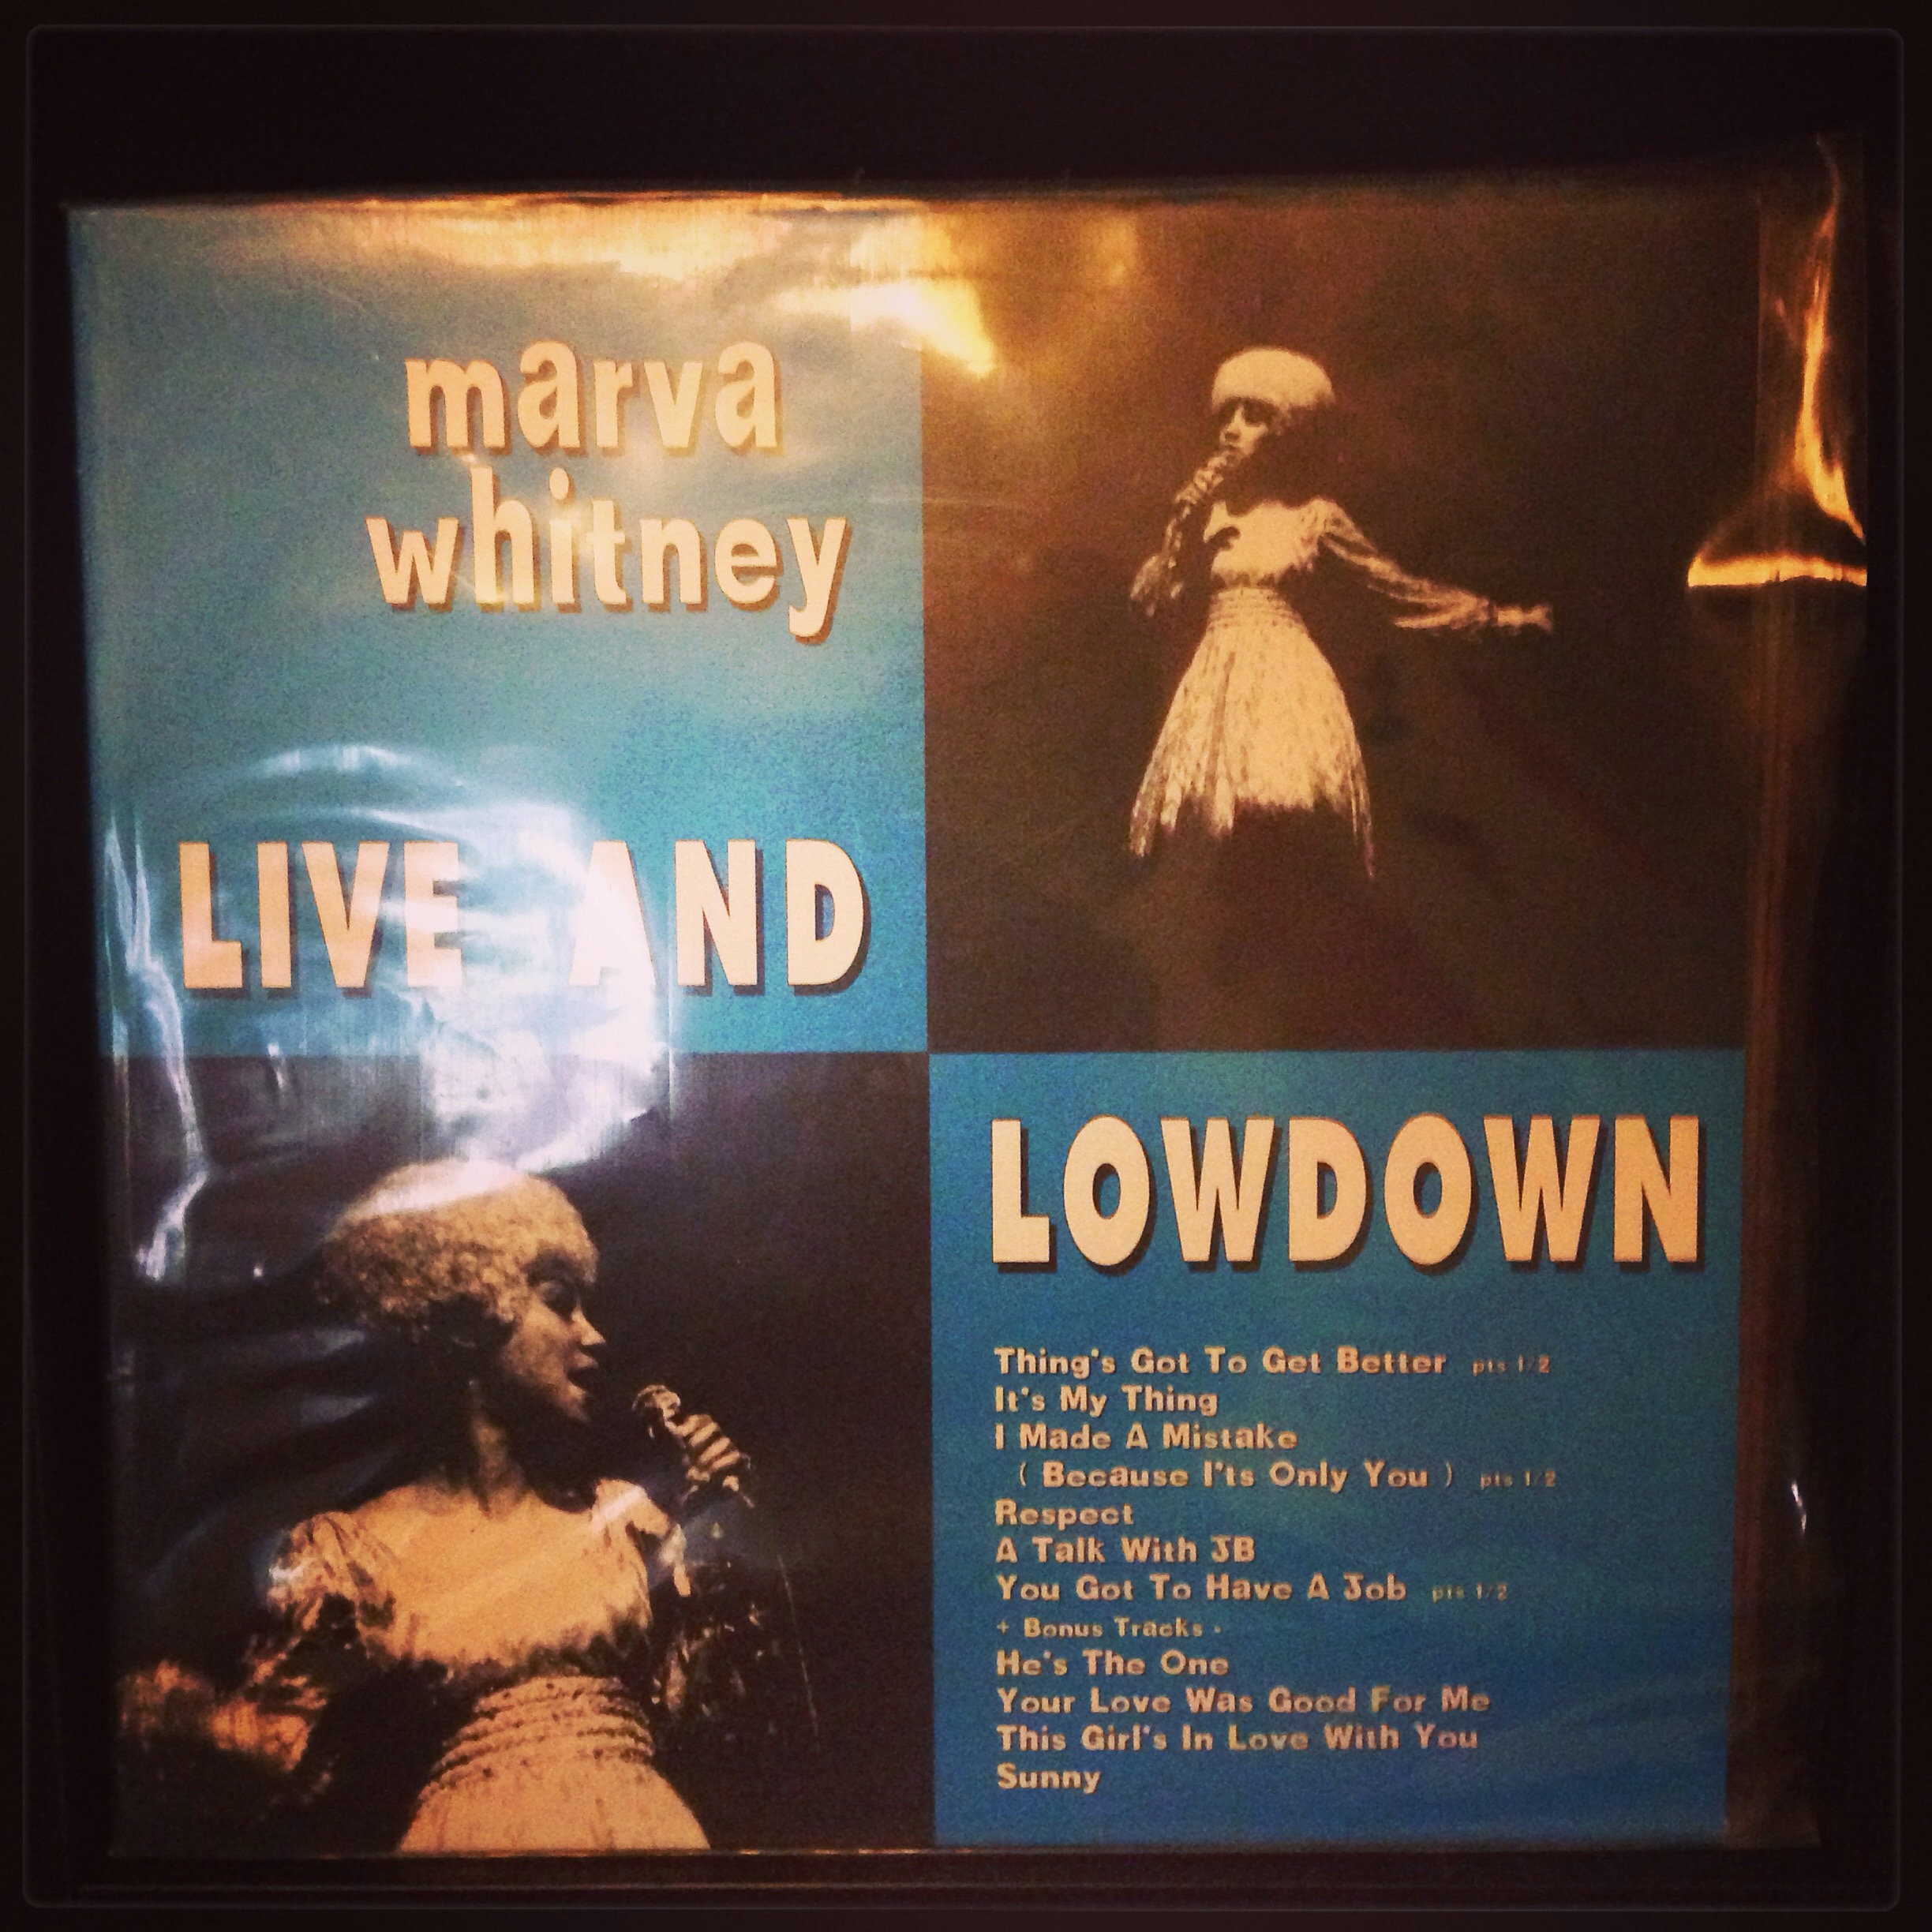 marva
whitney
LIVE AND
LOWDOWN
Thing's Got To Get Better pts 1/2
It's My Thing
I Made A Mistake
( Because I'ts Only You ) pts 1/2
Respect
A Talk With JB
You Got To Have A Job pts 1/2
+ Bonus Tracks -
He's The One
Your Love Was Good For Me
This Girl's In Love With You
Sunny